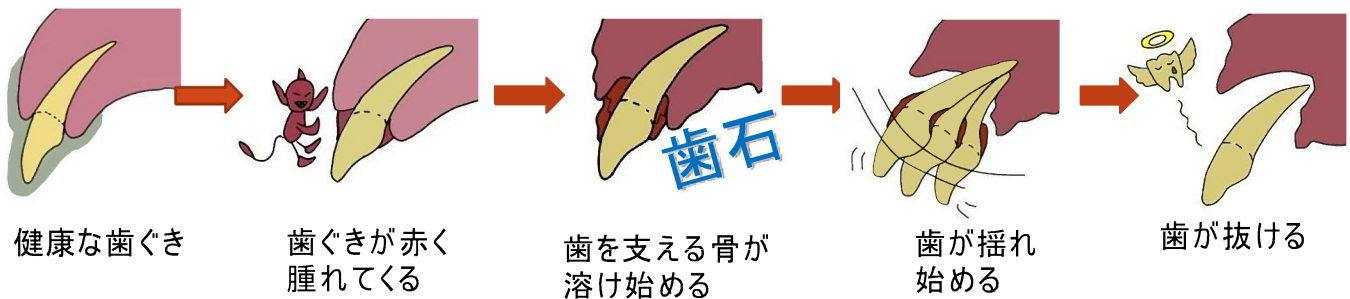 歯石
健康な歯ぐき
歯ぐきが赤く
腫れてくる
歯を支える骨が
溶け始める
歯が揺れ
始める
歯が抜ける